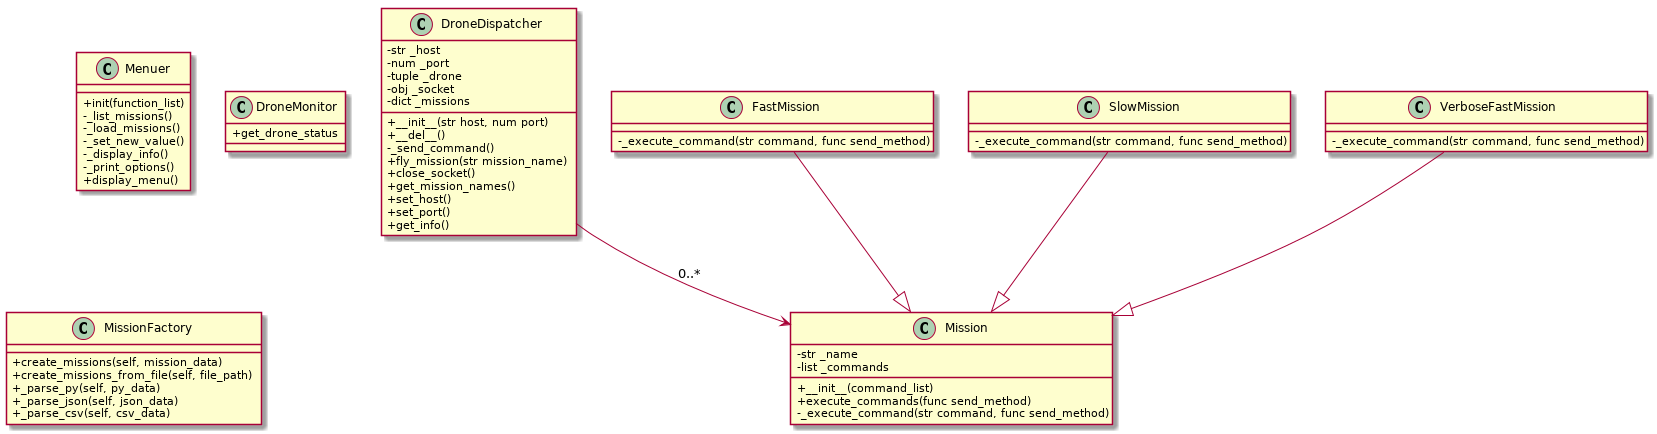 C Menuer
+init(function_list)
-_list_missions()
-_load_missions()
-_set_new_value()
-_display_info()
-_print_options()
+display_menu()
C DroneMonitor
+get_drone_status
C DroneDispatcher
-str _host
-num _port
-tuple _drone
-obj _socket
-dict _missions
+__init__(str host, num port)
+__del__()
-_send_command()
+fly_mission(str mission_name)
+close_socket()
+get_mission_names()
+set_host()
+set_port()
+get_info()
C FastMission
-_execute_command(str command, func send_method)
C SlowMission
-_execute_command(str command, func send_method)
C VerboseFastMission
-_execute_command(str command, func send_method)
0..*
C MissionFactory
+create_missions(self, mission_data)
+create_missions_from_file(self, file_path)
+_parse_py(self, py_data)
+_parse_json(self, json_data)
+_parse_csv(self, csv_data)
C Mission
-str _name
-list _commands
+__init__(command_list)
+execute_commands(func send_method)
-_execute_command(str command, func send_method)